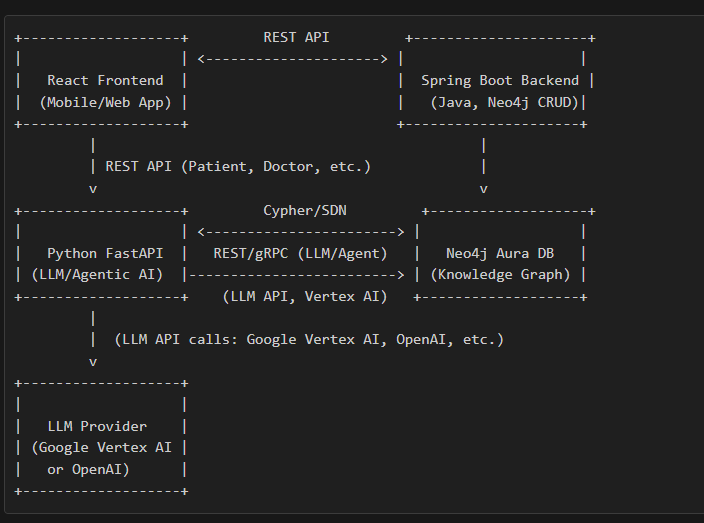 +-------------------+         REST API         +---------------------+
|                   | <---------------------> |                     |
|   React Frontend  |                         |  Spring Boot Backend |
|  (Mobile/Web App) |                         |   (Java, Neo4j CRUD)|
+-------------------+                         +---------------------+
         |                                              |
         | REST API (Patient, Doctor, etc.)             |
         v                                              v
+-------------------+         Cypher/SDN         +-------------------+
|                   | <-----------------------> |                   |
|   Python FastAPI  |   REST/gRPC (LLM/Agent)   |   Neo4j Aura DB   |
| (LLM/Agentic AI)  |-------------------------> | (Knowledge Graph) |
+-------------------+    (LLM API, Vertex AI)   +-------------------+
         |
         |  (LLM API calls: Google Vertex AI, OpenAI, etc.)
         v
+-------------------+
|                   |
|   LLM Provider    |
| (Google Vertex AI |
|   or OpenAI)      |
+-------------------+